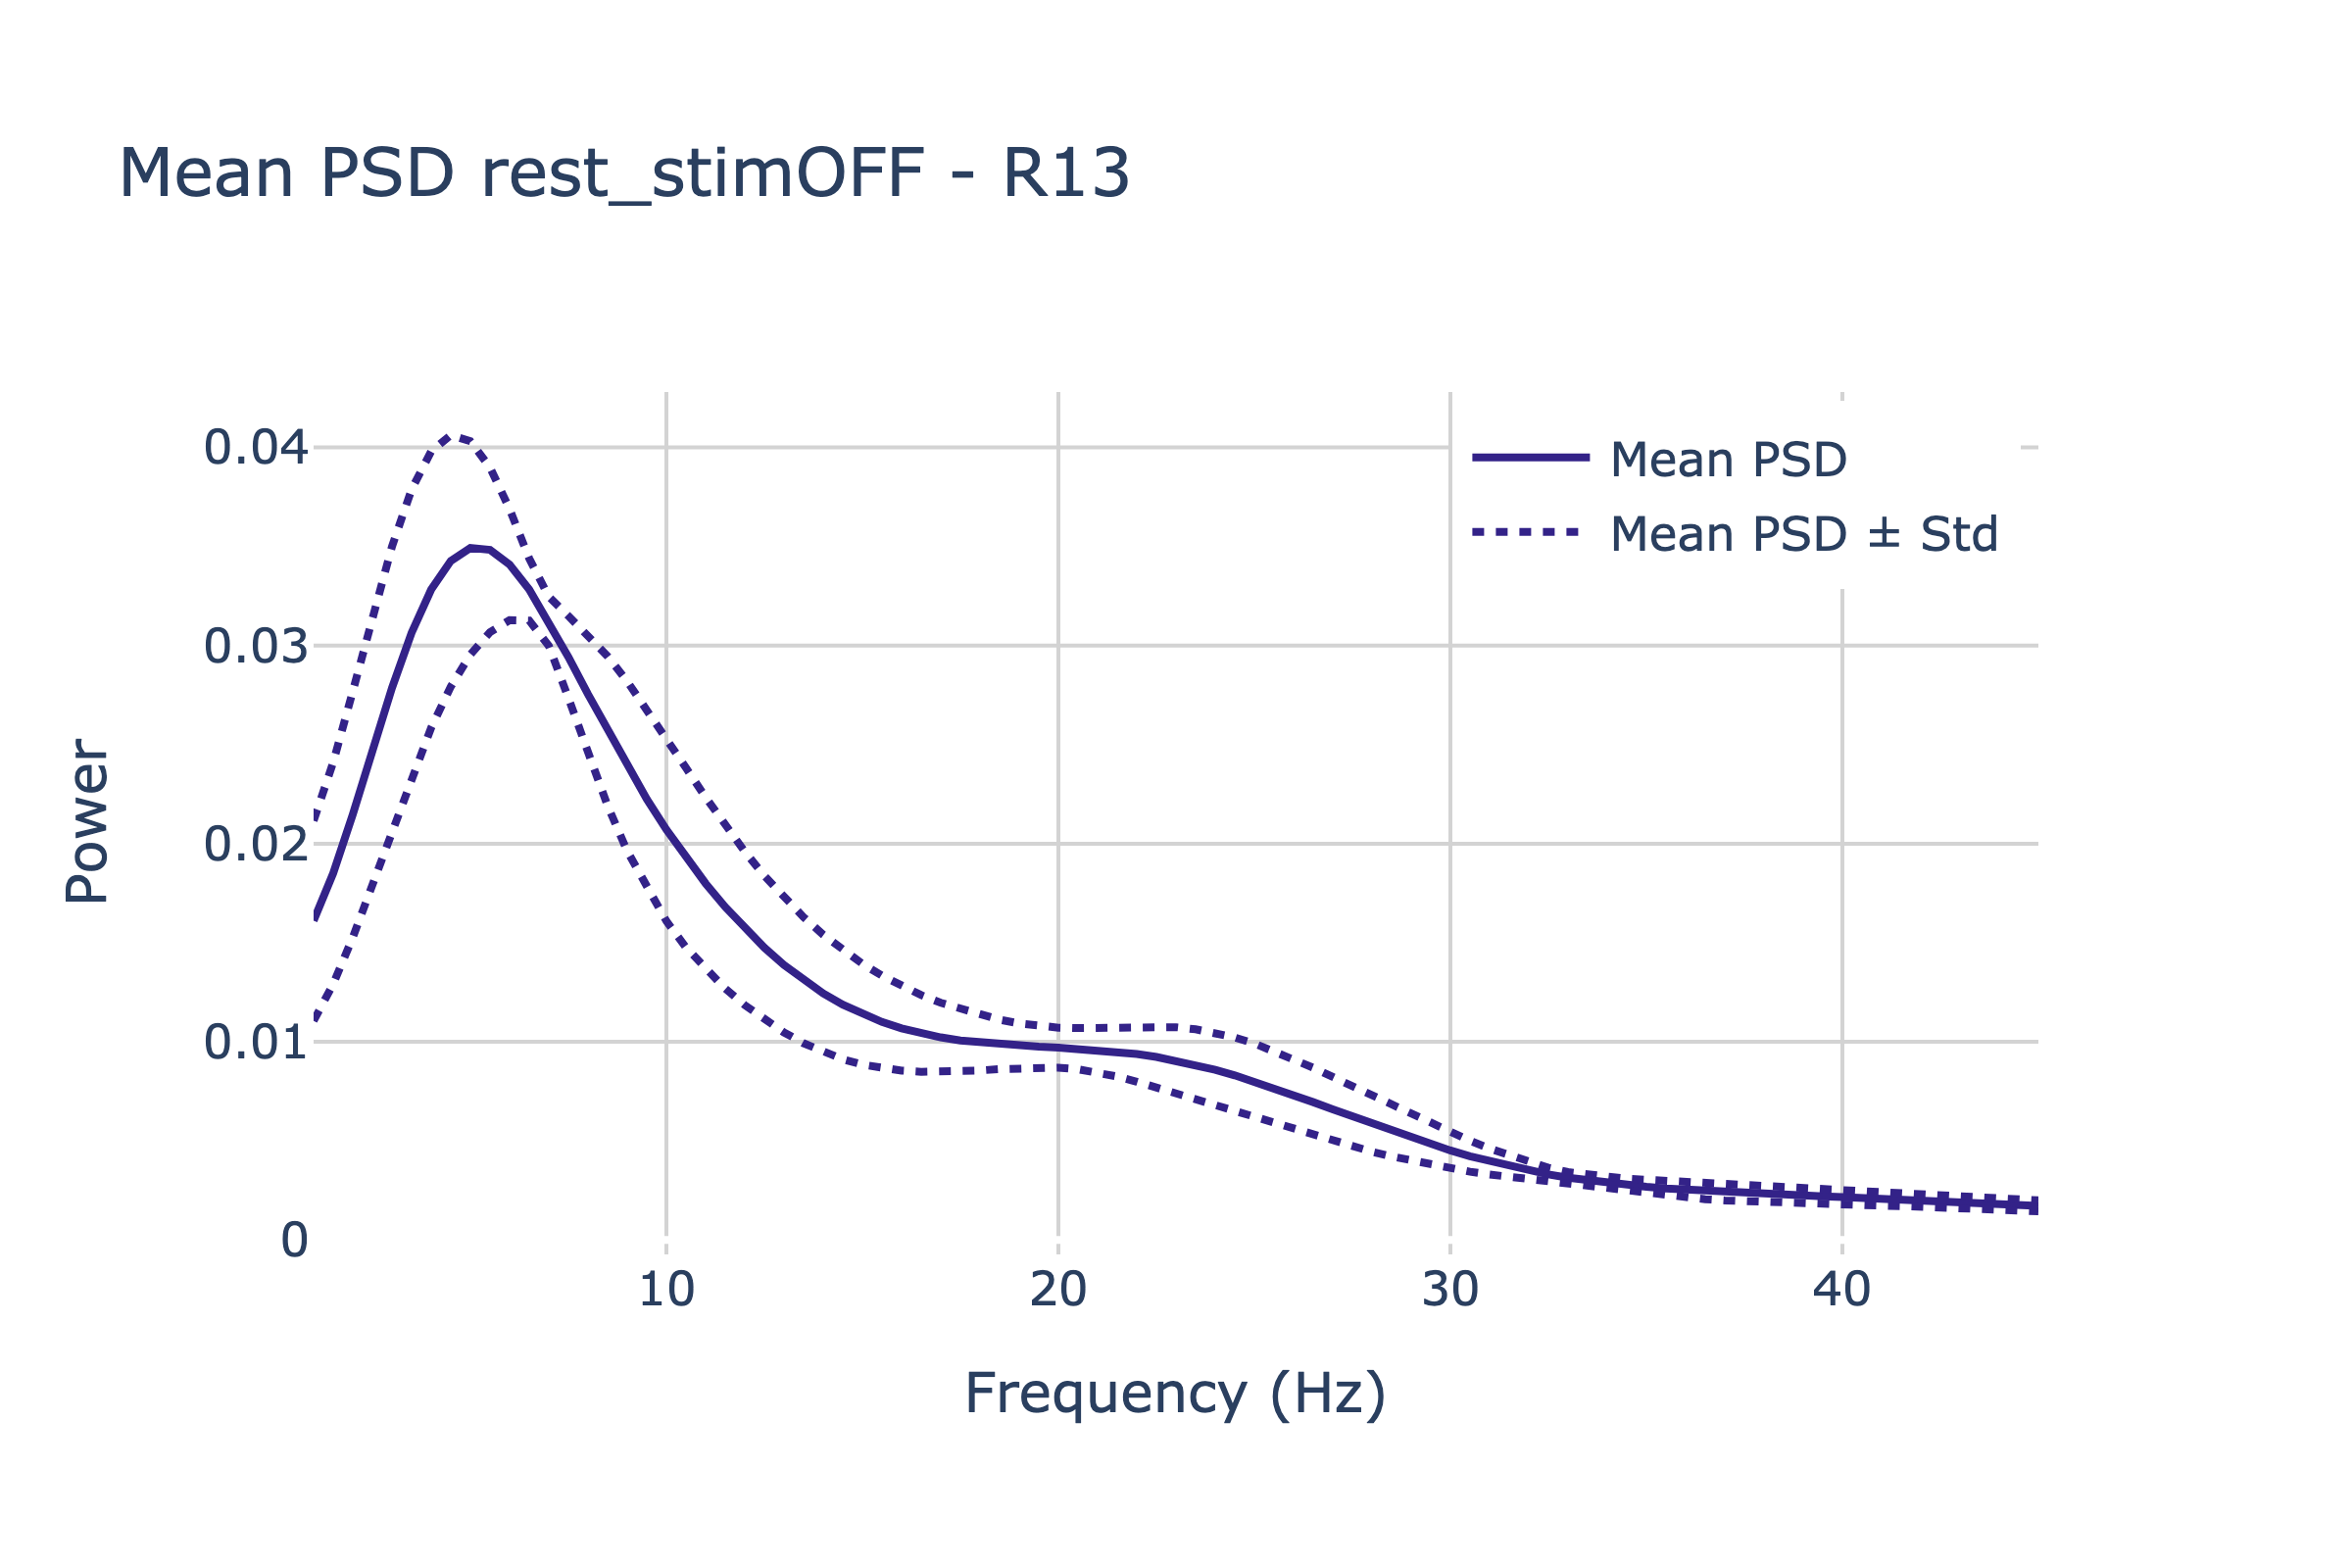 Mean PSD rest_stimOFF - R13
Mean PSD
Mean PSD ± Std
Power
0.04
0.03
0.02
0.01
0
10 20 30 40
Frequency (Hz)